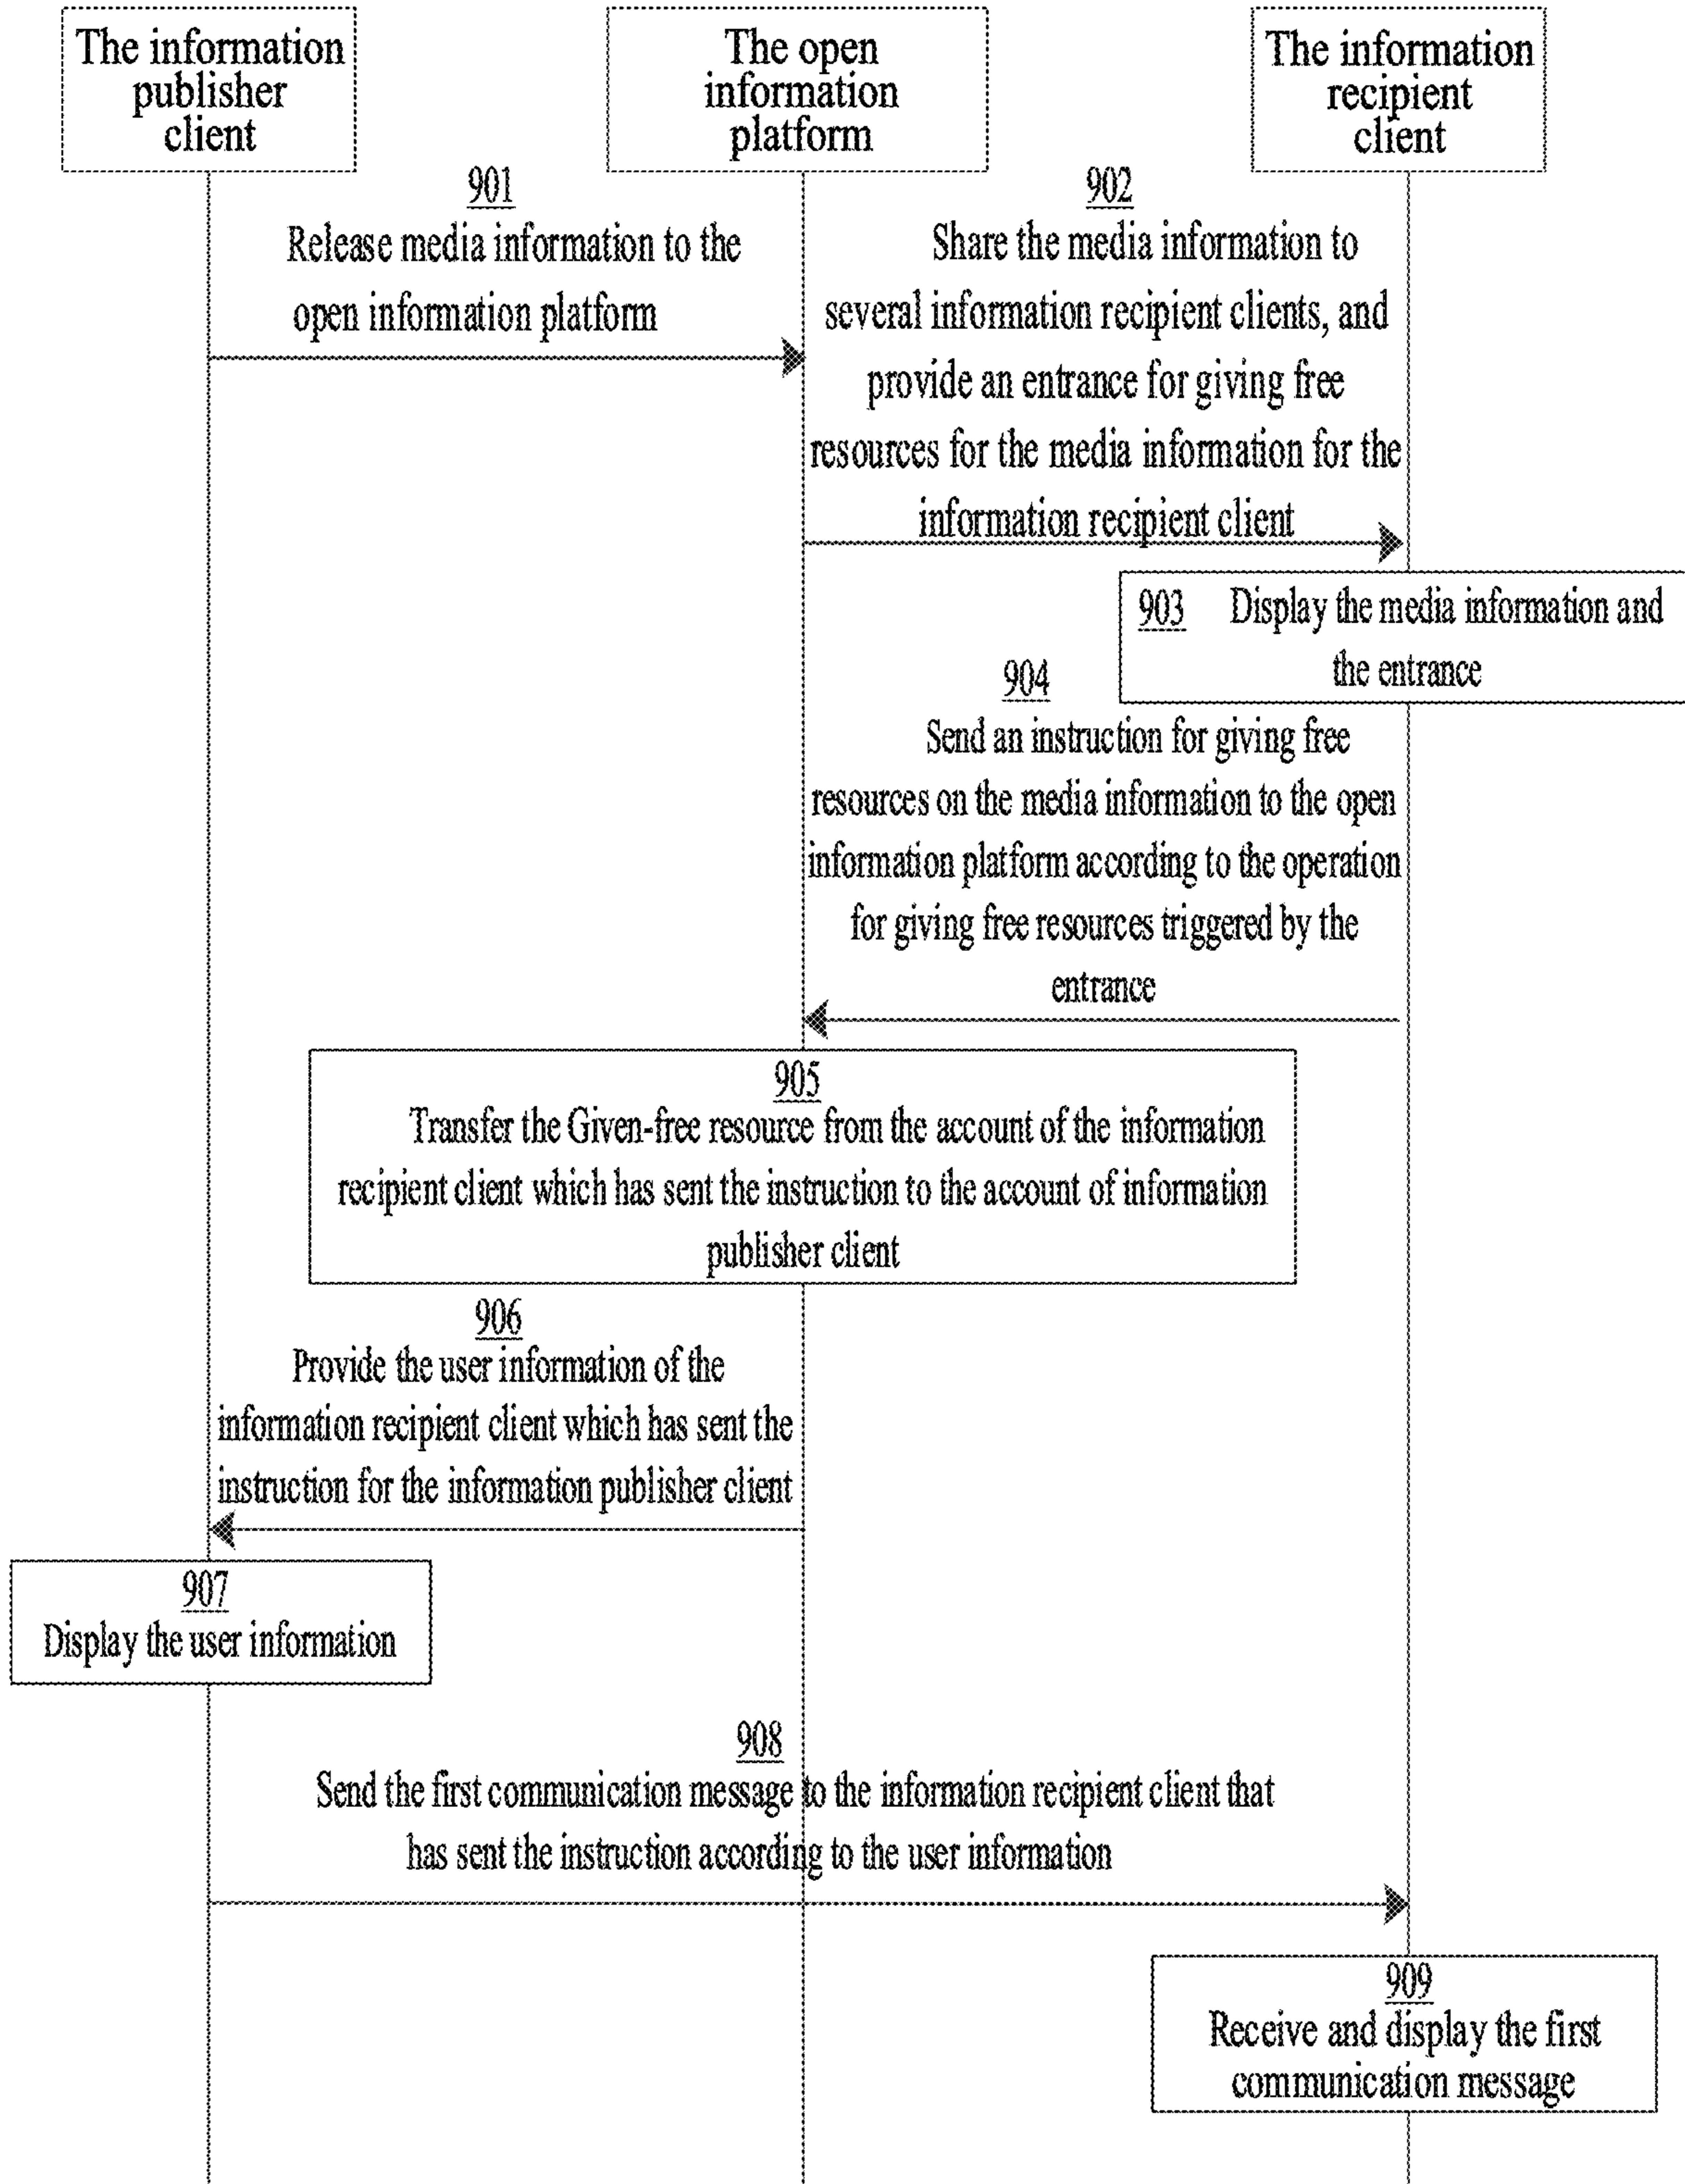 The information
publisher
client
The open
information
platform
The information
recipient
client
901
Release media information to the
open information platform
902
Share the media information to
several information recipient clients, and
provide an entrance for giving free
resources for the media information for the
information recipient client
903 Display the media information and
the entrance
904
Send an instruction for giving free
resources on the media information to the open
information platform according to the operation
for giving free resources triggered by the
entrance
905
Transfer the Given-free resource from the account of the information
recipient client which has sent the instruction to the account of information
publisher client
906
Provide the user information of the
information recipient client which has sent the
instruction for the information publisher client
907
Display the user information
908
Send the first communication message to the information recipient client that
has sent the instruction according to the user information
909
Receive and display the first
communication message